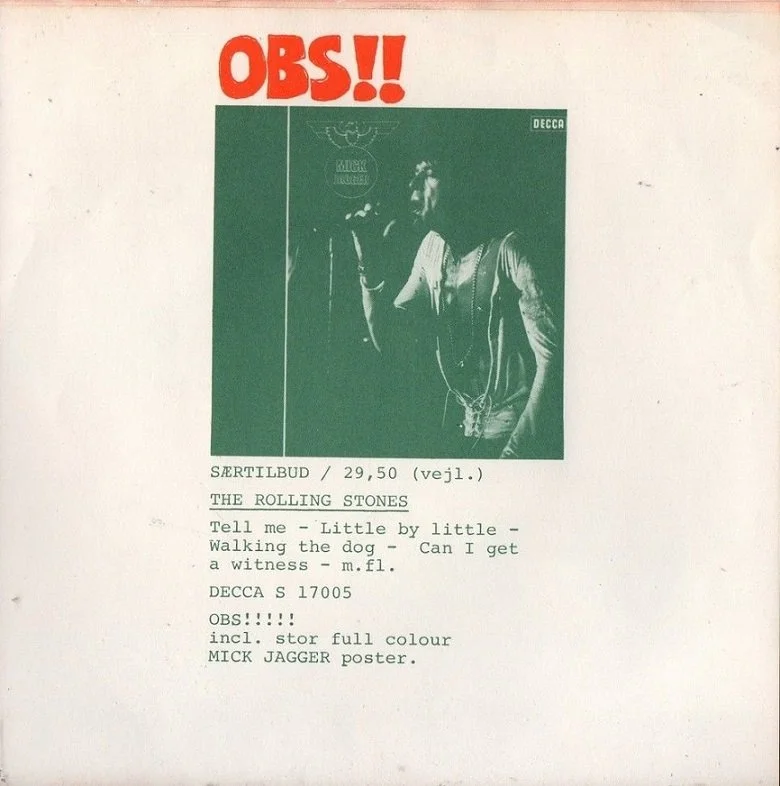 OBS!!
DECCA
MICK
JAGGER
SÆRTILBUD / 29,50 (vejl.)
THE ROLLING STONES
Tell me - Little by little -
Walking the dog - Can I get
a witness - m.fl.
DECCA S 17005
OBS!!!!!
incl. stor full colour
MICK JAGGER poster.